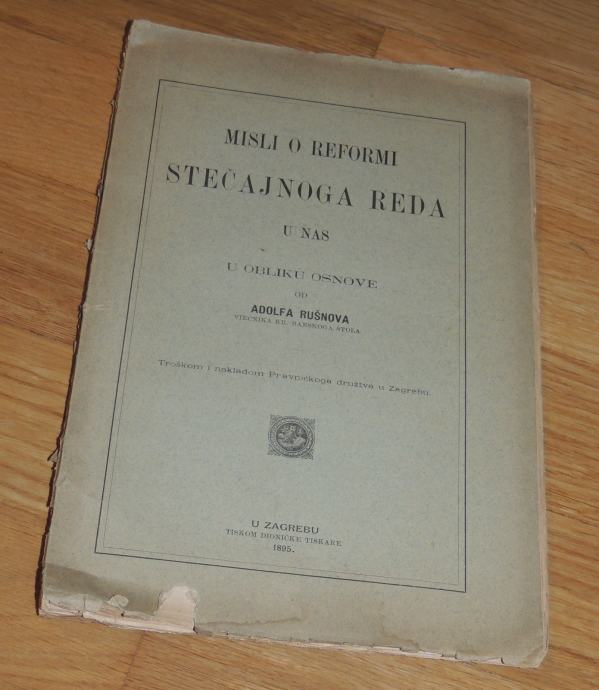 MISLI O REFORMI
STEČAJNOGA REDA
U NAS
U OBLIKU OSNOVE
OD
ADOLFA RUŠNOVA
VIEĆNIKA KR. BANSKOGA STOLA
Troškom i nakladom Pravničkoga družtva u Zagrebu.
U ZAGREBU
TISKOM DIONIČKE TISKARE
1895.